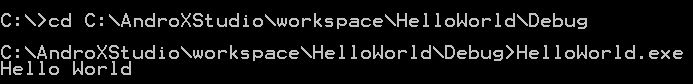 C:\>cd C:\AndroXStudio\workspace\HelloWorld\Debug
C:\AndroXStudio\workspace\HelloWorld\Debug>HelloWorld.exe
Hello World